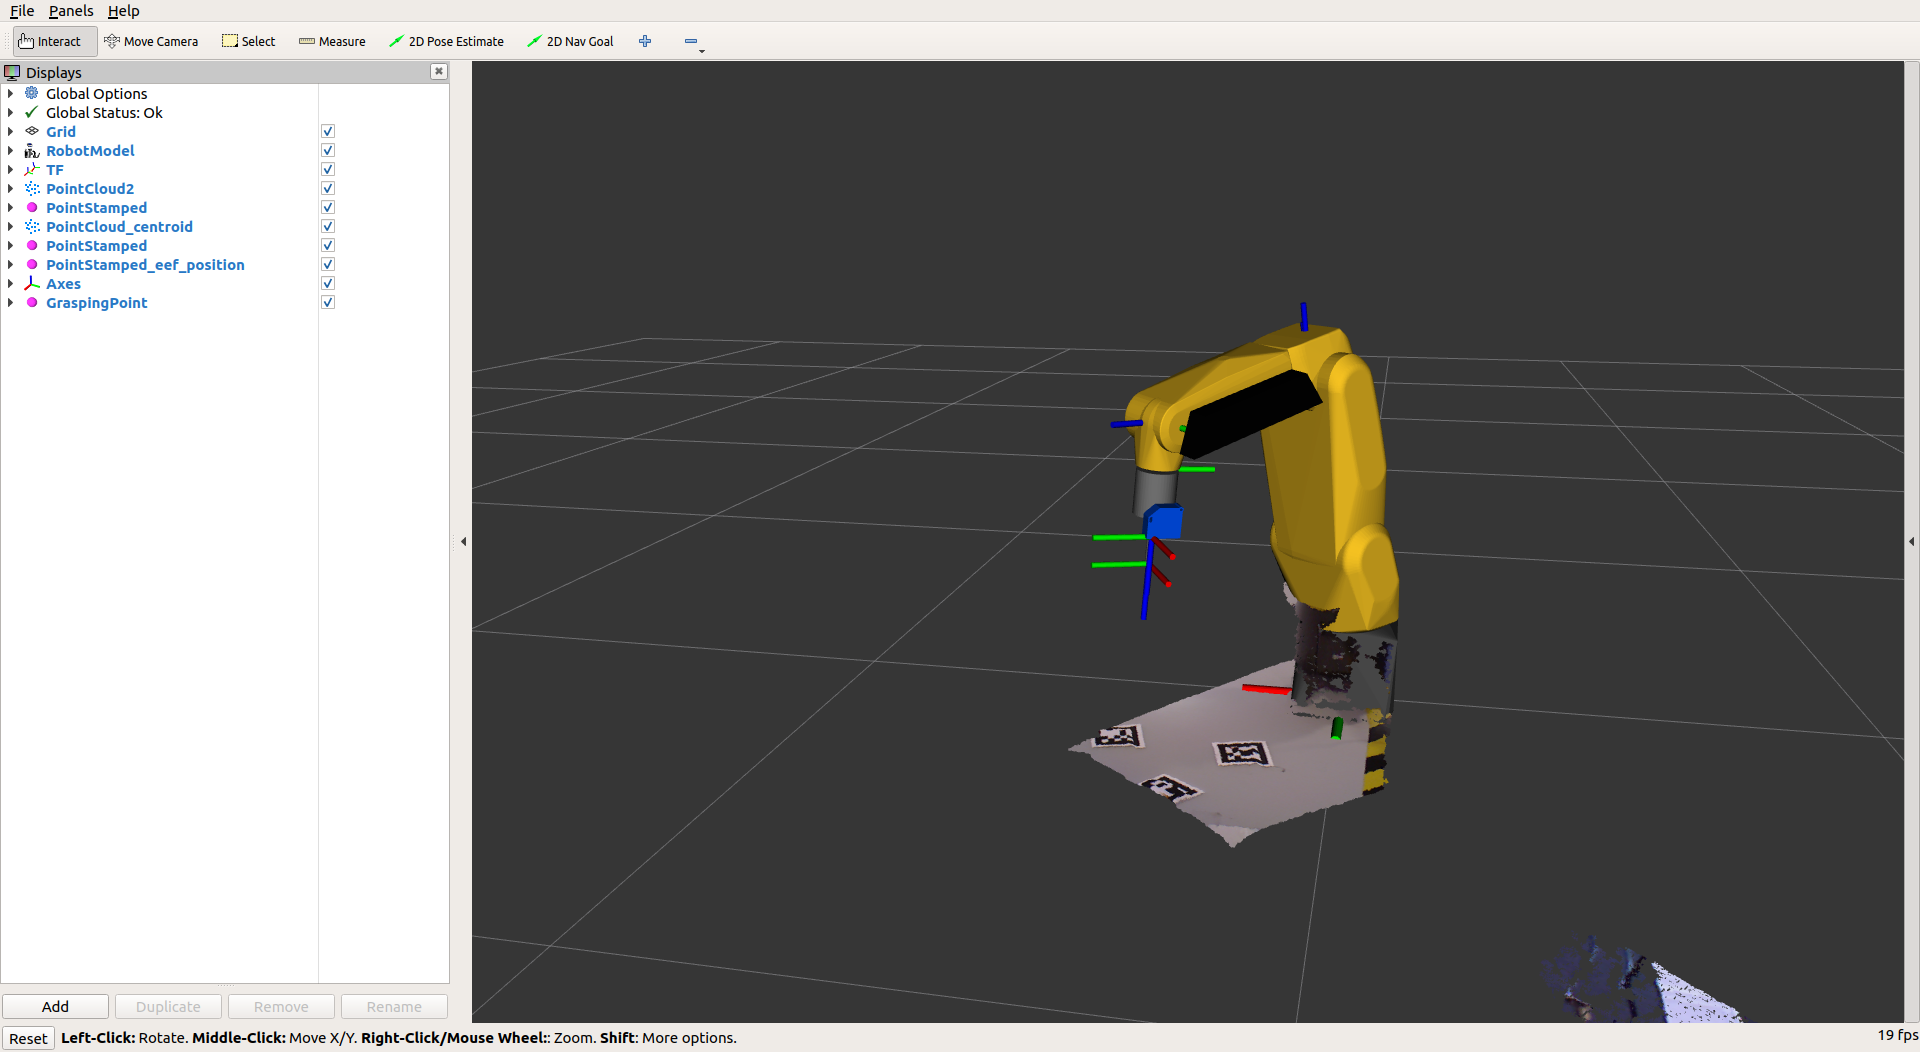 File Panels Help
Interact Move Camera Select Measure 2D Pose Estimate 2D Nav Goal
Displays
Global Options
Global Status: Ok
Grid
RobotModel
TF
PointCloud2
PointStamped
PointCloud_centroid
PointStamped
PointStamped_eef_position
Axes
GraspingPoint
Add Duplicate Remove Rename
Reset Left-Click: Rotate. Middle-Click: Move X/Y. Right-Click/Mouse Wheel:: Zoom. Shift: More options. 19 fps